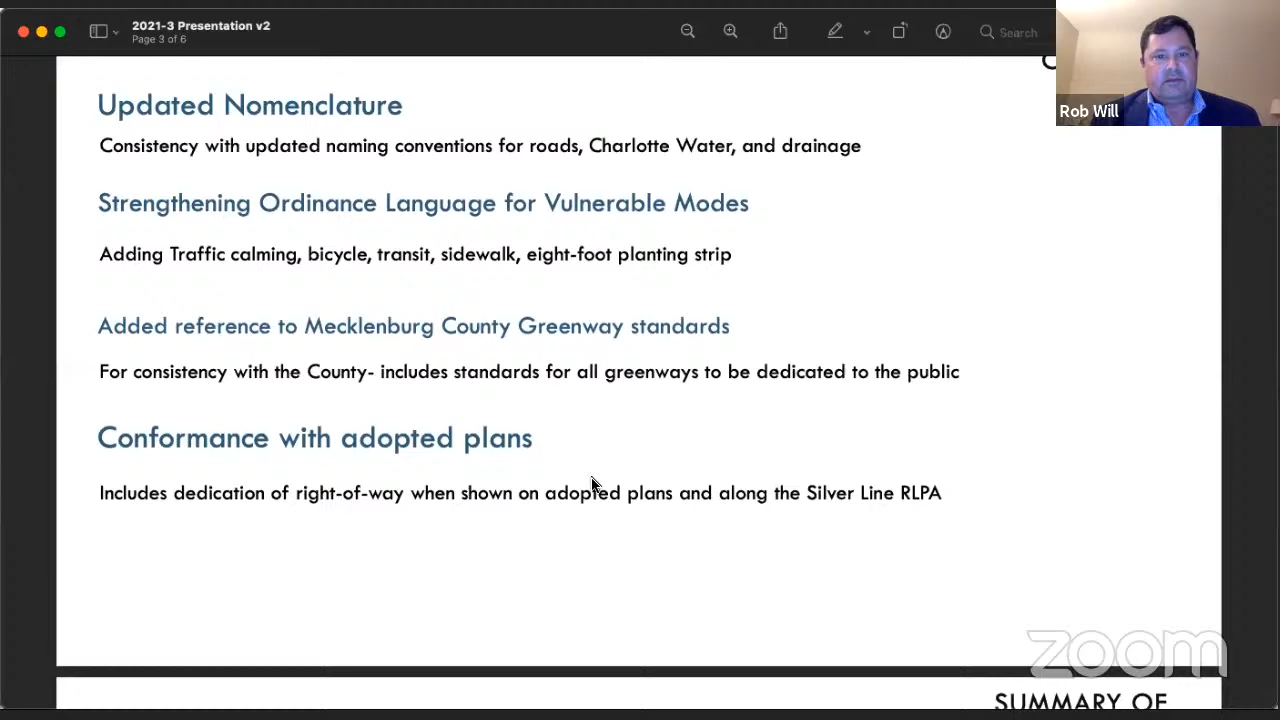 2021-3 Presentation v2
Page 3 of 6
Search
Rob Will
Updated Nomenclature
Consistency with updated naming conventions for roads, Charlotte Water, and drainage
Strengthening Ordinance Language for Vulnerable Modes
Adding Traffic calming, bicycle, transit, sidewalk, eight-foot planting strip
Added reference to Mecklenburg County Greenway standards
For consistency with the County- includes standards for all greenways to be dedicated to the public
Conformance with adopted plans
Includes dedication of right-of-way when shown on adopted plans and along the Silver Line RLPA
zoom
SUMMARY OF